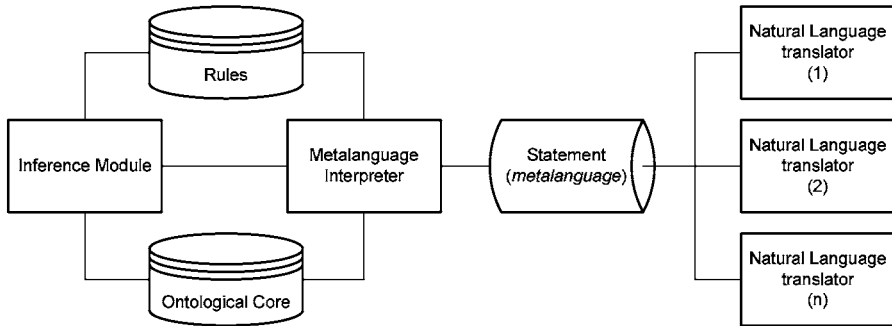 Rules
Inference Module
Metalanguage
Interpreter
Ontological Core
Statement
(metalanguage)
Natural Language
translator
(1)
Natural Language
translator
(2)
Natural Language
translator
(n)